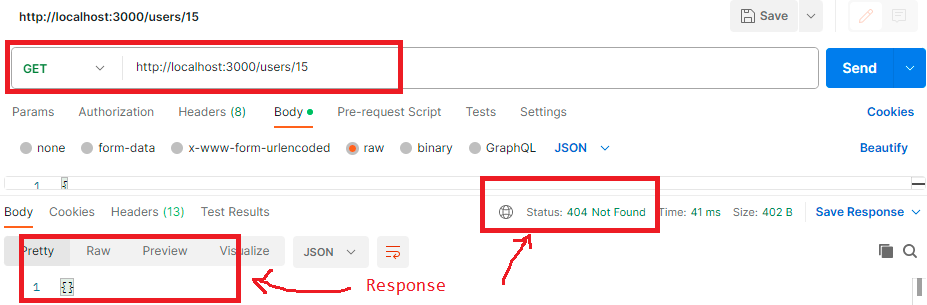 http://localhost:3000/users/15 Save
GET http://localhost:3000/users/15 Send
Params Authorization Headers (8) Body Pre-request Script Tests Settings Cookies
none form-data x-www-form-urlencoded raw binary GraphQL JSON Beautify
1 {
Body Cookies Headers (13) Test Results Status: 404 Not Found Time: 41 ms Size: 402 B Save Response
Pretty Raw Preview Visualize JSON
1 {}
Response